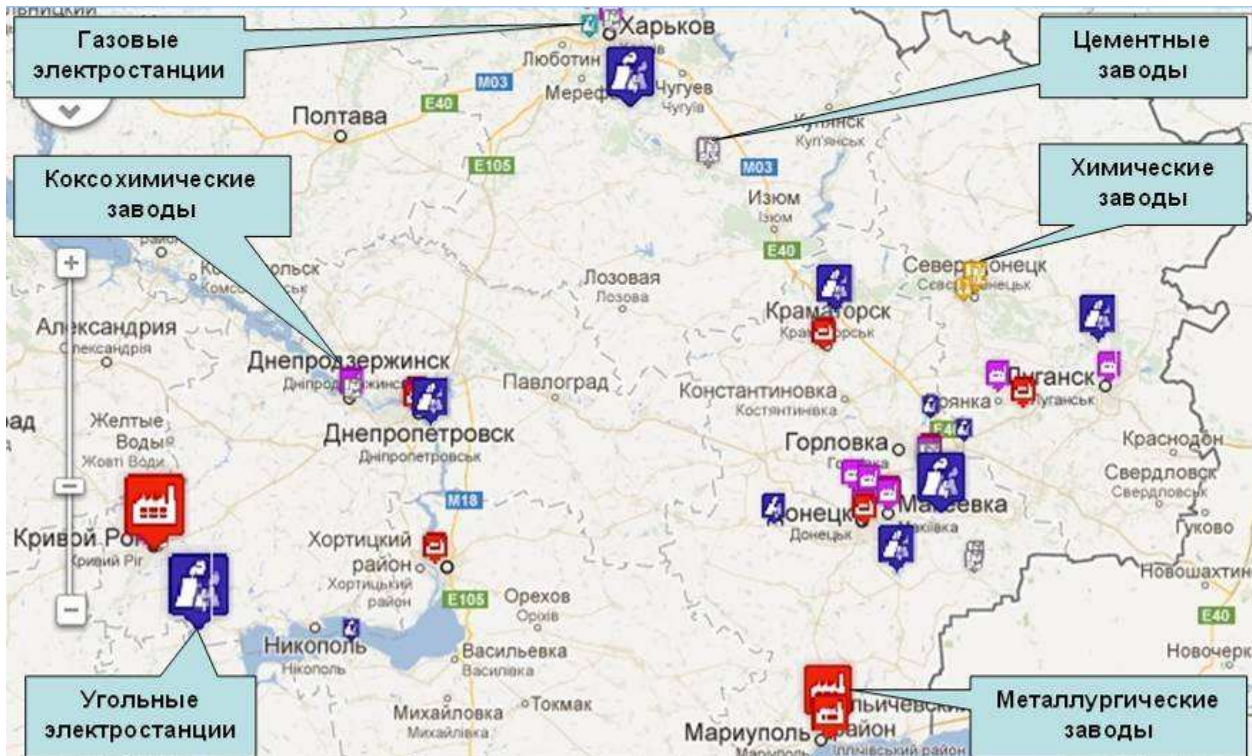 Газовые
электростанции
Харьков
Люботин
Мерефа
Чугуев
Чугуїв
M03
E40
Полтава
Цементные
заводы
Купянск
Куп'янськ
E105
M03
Коксохимические
заводы
Химические
заводы
Изюм
Ізюм
E40
Северодонецк
Лозовая
Лозова
Александрия
Олександрія
Краматорск
Днепродзержинск
Павлоград
Константиновка
Костянтинівка
Луганск
Луганськ
Днепропетровск
Дніпропетровськ
Желтые
Воды
Жовті Води
Горловка
Краснодон
Свердловск
Свердловськ
M18
Макеевка
Макіївка
Донецк
Донецьк
Гуково
Кривой Рог
Кривий Ріг
Хортицкий
район
Хортицький
район
E105
Орехов
Оріхів
E40
Никополь
Нікополь
Васильевка
Василівка
Угольные
электростанции
Михайловка
Михайлівка
Токмак
Мариуполь
район
Іллічівський район
Металлургические
заводы